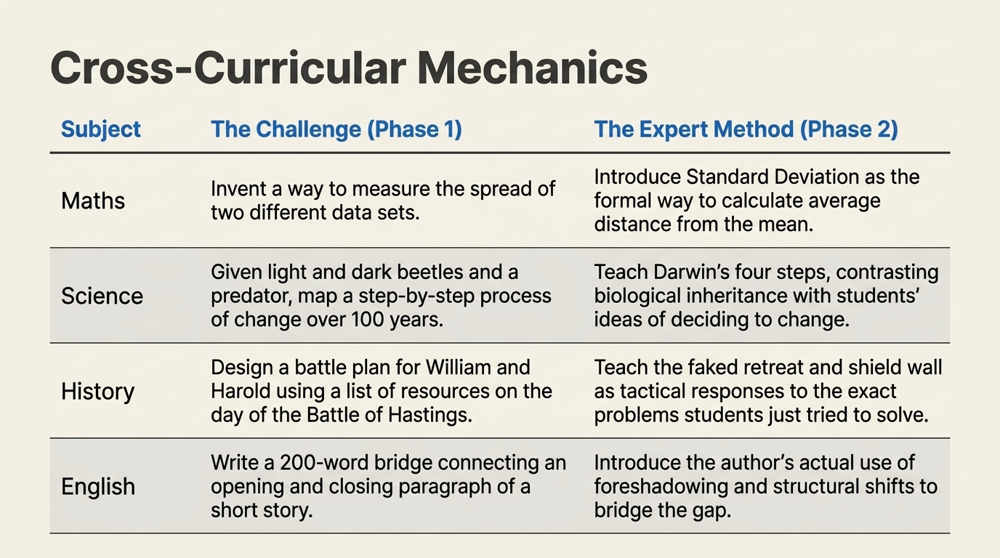 Cross-Curricular Mechanics
Subject
The Challenge (Phase 1)
The Expert Method (Phase 2)
Maths
Invent a way to measure the spread of
two different data sets.
Introduce Standard Deviation as the
formal way to calculate average
distance from the mean.
Science
Given light and dark beetles and a
predator, map a step-by-step process
of change over 100 years.
Teach Darwin’s four steps, contrasting
biological inheritance with students’
ideas of deciding to change.
History
Design a battle plan for William and
Harold using a list of resources on the
day of the Battle of Hastings.
Teach the faked retreat and shield wall
as tactical responses to the exact
problems students just tried to solve.
English
Write a 200-word bridge connecting an
opening and closing paragraph of a
short story.
Introduce the author’s actual use of
foreshadowing and structural shifts to
bridge the gap.